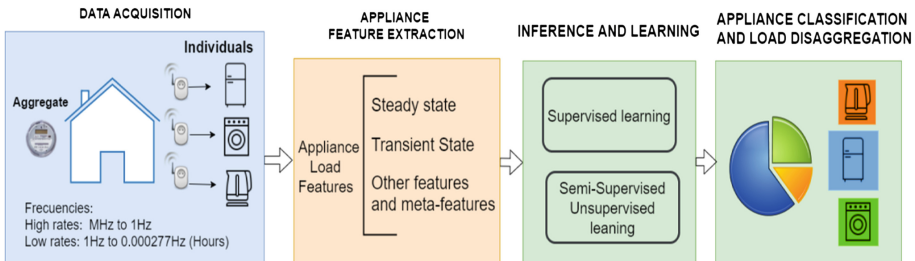 DATA ACQUISITION
Individuals
Aggregate
Frecuencies:
High rates: MHz to 1Hz
Low rates: 1Hz to 0.000277Hz (Hours)
APPLIANCE
FEATURE EXTRACTION
Appliance
Load
Features
Steady state
Transient State
Other features
and meta-features
INFERENCE AND LEARNING
Supervised learning
Semi-Supervised
Unsupervised
leaning
APPLIANCE CLASSIFICATION
AND LOAD DISAGGREGATION